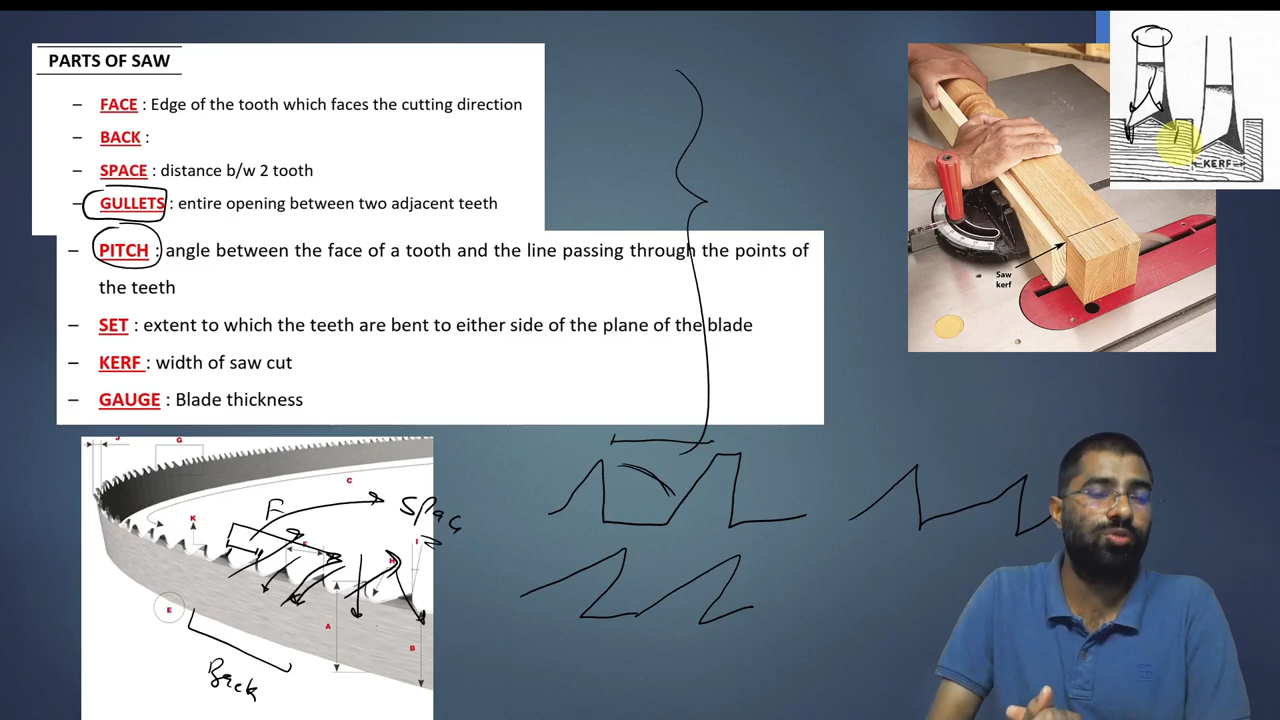 PARTS OF SAW
– FACE : Edge of the tooth which faces the cutting direction
– BACK :
– SPACE : distance b/w 2 tooth
– GULLETS : entire opening between two adjacent teeth
– PITCH : angle between the face of a tooth and the line passing through the points of
the teeth
– SET : extent to which the teeth are bent to either side of the plane of the blade
– KERF : width of saw cut
– GAUGE : Blade thickness
KERF
Saw
kerf
J
G
C
K
F
Spac
E
H
I
E
A
B
Back